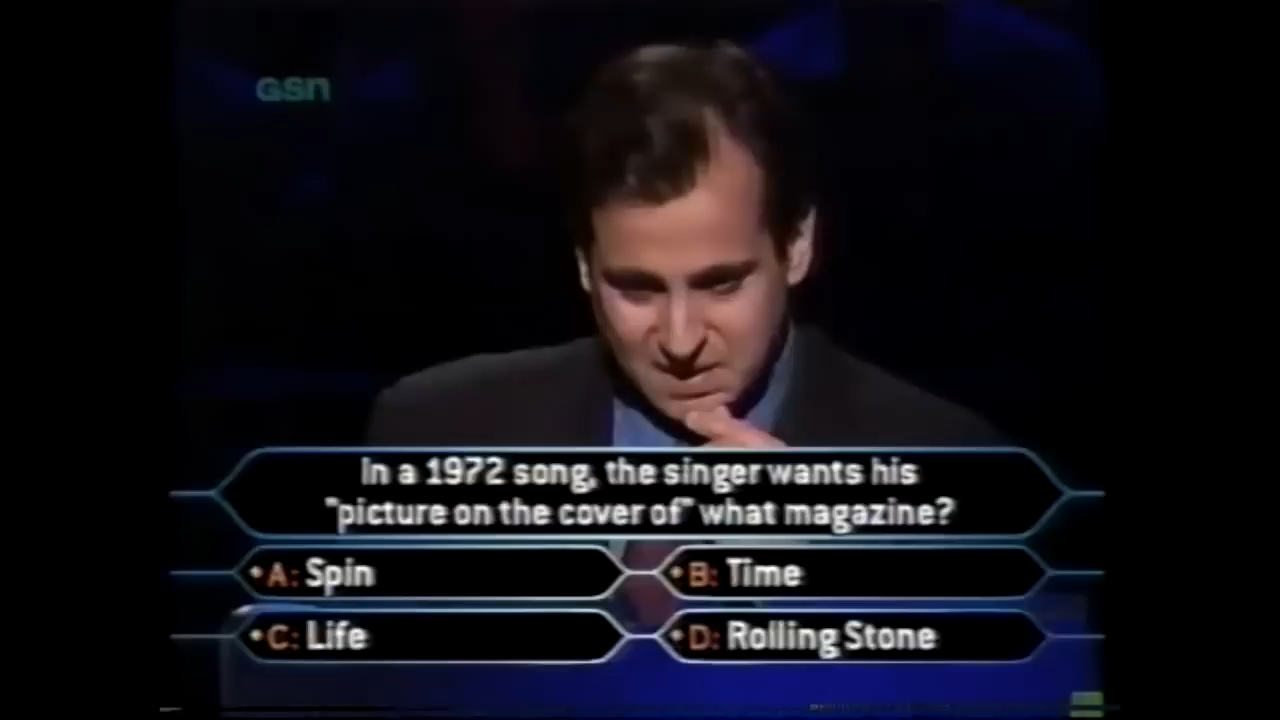 GSN
In a 1972 song, the singer wants his
"picture on the cover of" what magazine?
A: Spin
B: Time
C: Life
D: Rolling Stone